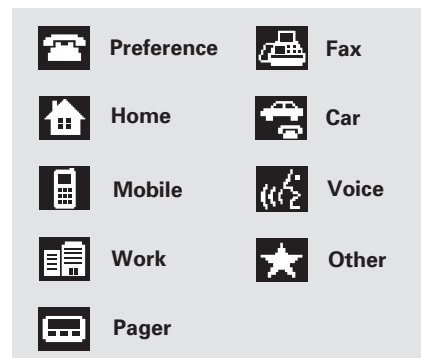 Preference
Fax
Home
Car
Mobile
Voice
Work
Other
Pager